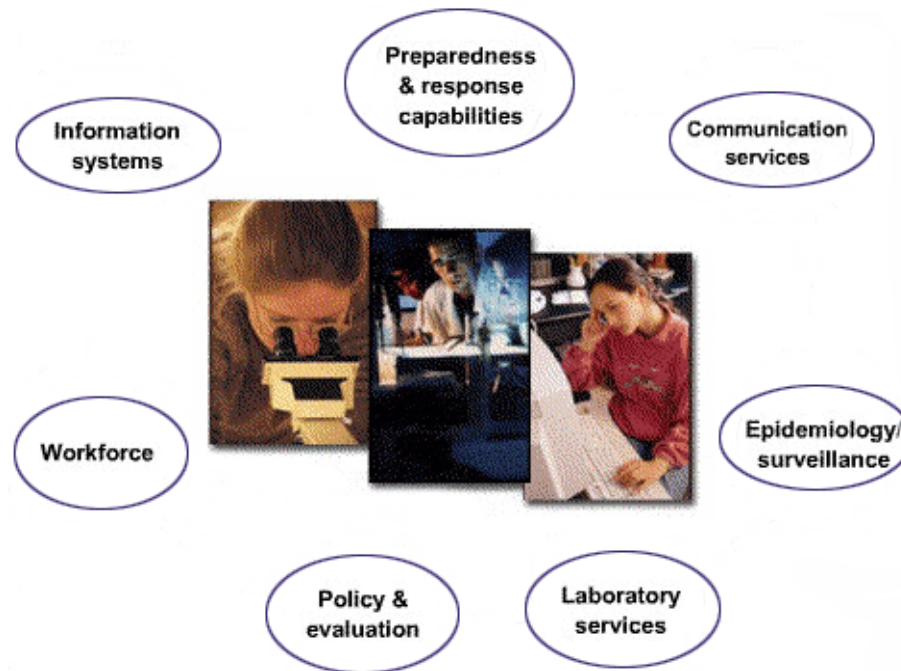 Preparedness
& response
capabilities
Information
systems
Communication
services
Workforce
Epidemiology/
surveillance
Policy &
evaluation
Laboratory
services